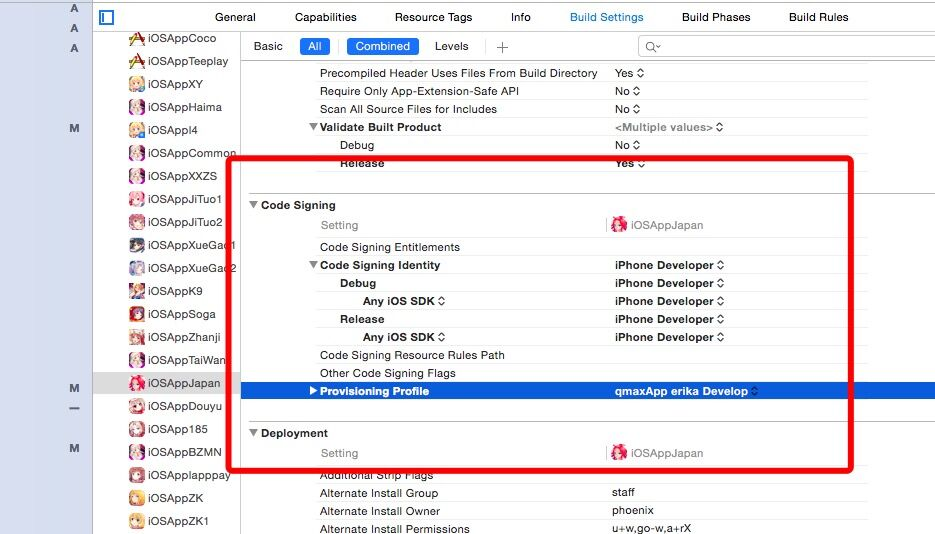 A
A
A
M
M
–
M
General Capabilities Resource Tags Info Build Settings Build Phases Build Rules
Basic All Combined Levels +
iOSAppCoco
iOSAppTeeplay
iOSAppXY
iOSAppHaima
iOSAppI4
iOSAppCommon
iOSAppXXZS
iOSAppJiTuo1
iOSAppJiTuo2
iOSAppXueGao1
iOSAppXueGao2
iOSAppK9
iOSAppSoga
iOSAppZhanji
iOSAppTaiWan
iOSAppJapan
iOSAppDouyu
iOSApp185
iOSAppBZMN
iOSAppIapppay
iOSAppZK
iOSAppZK1
Precompiled Header Uses Files From Build Directory Yes
Require Only App-Extension-Safe API No
Scan All Source Files for Includes No
Validate Built Product <Multiple values>
Debug No
Release Yes
Code Signing
Setting iOSAppJapan
Code Signing Entitlements
Code Signing Identity iPhone Developer
Debug iPhone Developer
Any iOS SDK iPhone Developer
Release iPhone Developer
Any iOS SDK iPhone Developer
Code Signing Resource Rules Path
Other Code Signing Flags
Provisioning Profile qmaxApp erika Develop
Deployment
Setting iOSAppJapan
Additional Strip Flags
Alternate Install Group staff
Alternate Install Owner phoenix
Alternate Install Permissions u+w,go-w,a+rX